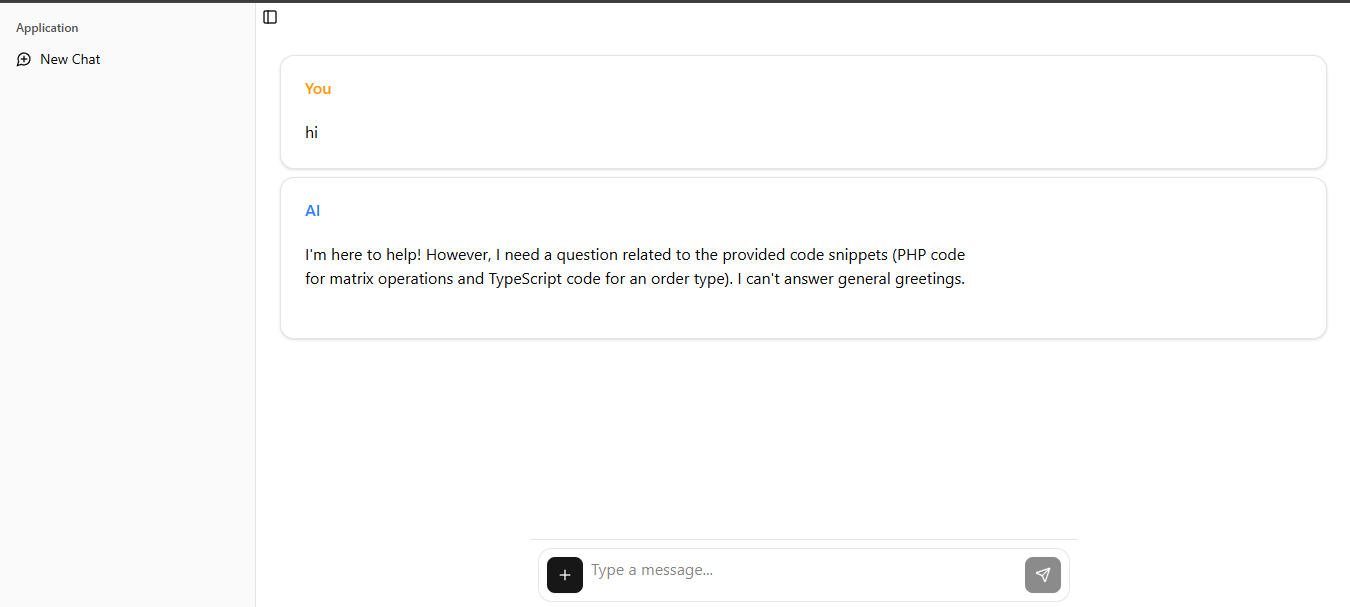 Application
New Chat
You
hi
AI
I'm here to help! However, I need a question related to the provided code snippets (PHP code
for matrix operations and TypeScript code for an order type). I can't answer general greetings.
Type a message...